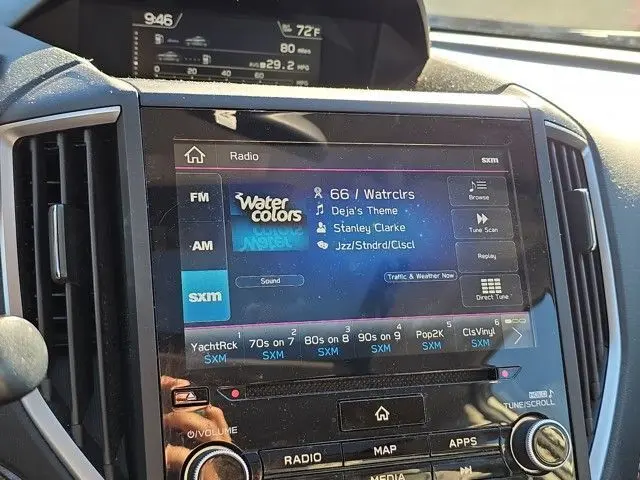 9:46
72°F
80 miles
AVG 29.2 MPG
0 20 40 60 MPG
Radio
sxm
FM
AM
sxm
Water colors
66 / Watrclrs
Deja's Theme
Stanley Clarke
Jzz/Stndrd/Clscl
Browse
Tune Scan
Replay
Direct Tune
Sound
Traffic & Weather Now
1 2 3 4 5 6
YachtRck 70s on 7 80s on 8 90s on 9 Pop2K ClsVinyl
SXM SXM SXM SXM SXM SXM
VOLUME
TUNE/SCROLL
RADIO MAP APPS
MEDIA